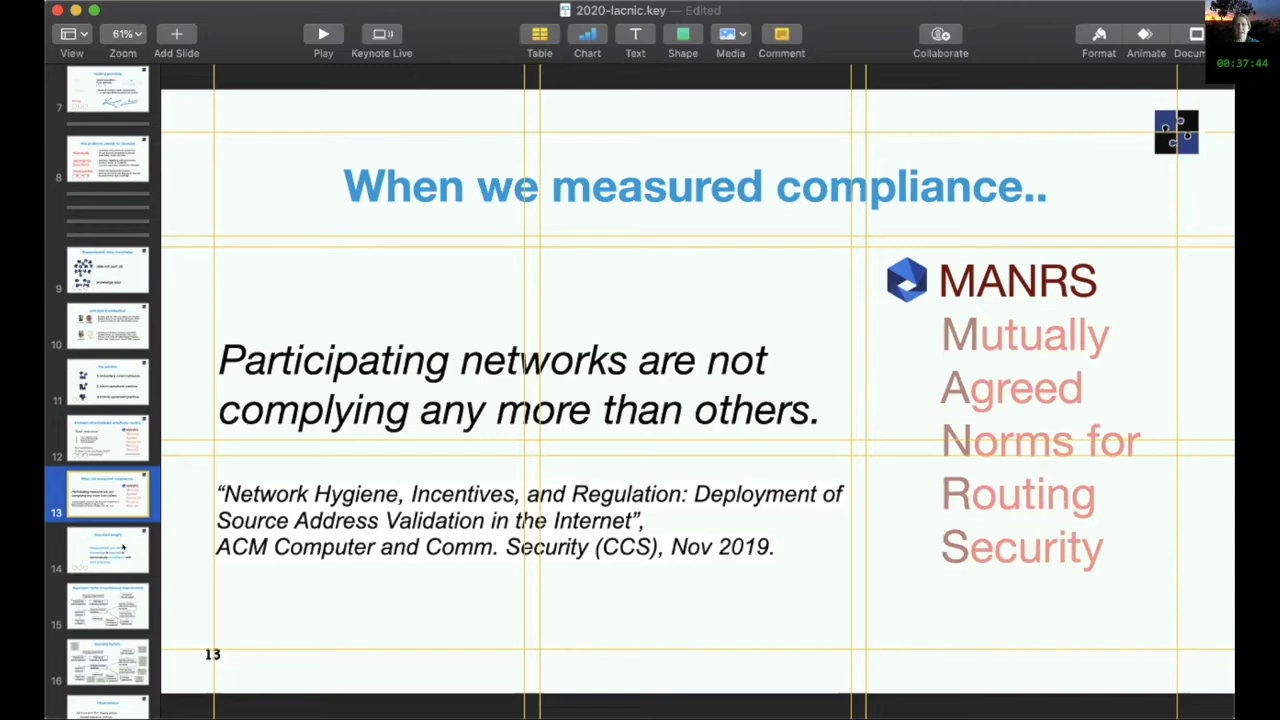 2020-lacnic.key — Edited
61%
View
Zoom
Add Slide
Play
Keynote Live
Table
Chart
Text
Shape
Media
Comment
Collaborate
Format
Animate
Docum
00:37:44
7
8
9
10
11
12
13
14
15
16
When we measured compliance..
MANRS
Mutually
Agreed
Norms for
Routing
Security
Participating networks are not
complying any more than others.
“Network Hygiene, Incentives, and Regulation: Deployment of
Source Address Validation in the Internet”,
ACM Computer and Comm. Security (CCS), Nov 2019.
13